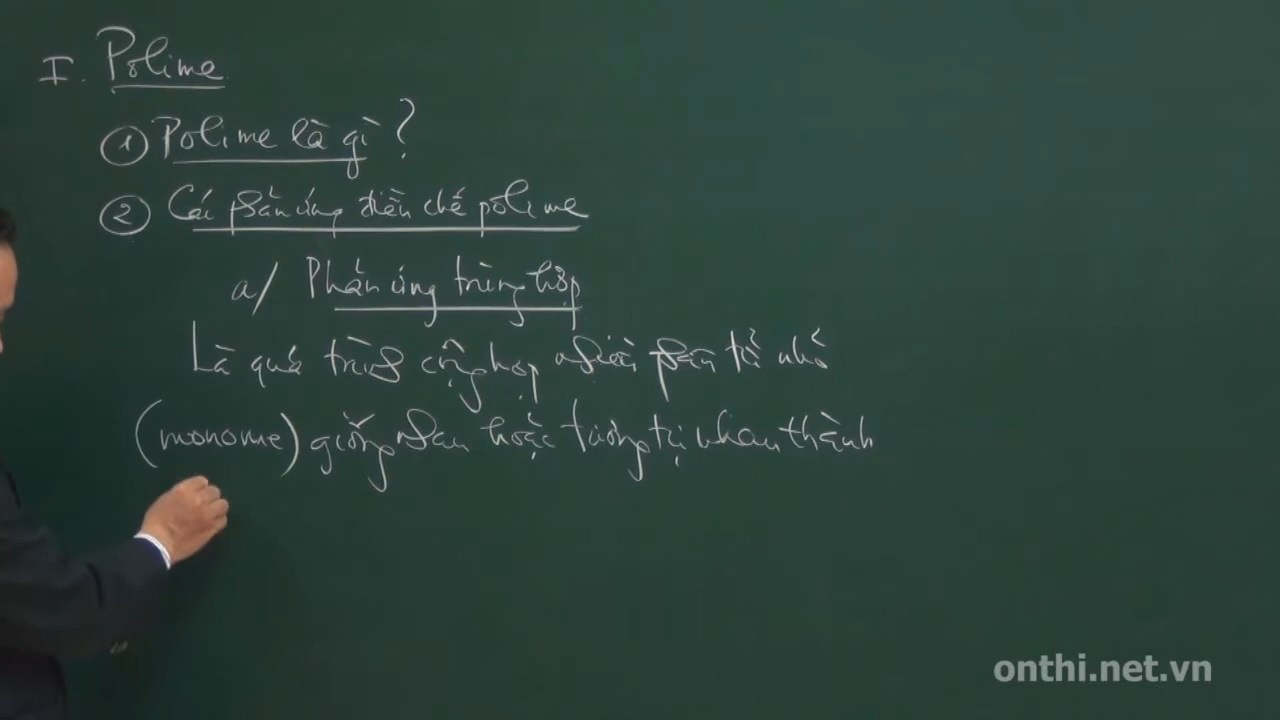 I. Polime
① Polime là gì?
② Các phản ứng điều chế polime
a/ Phản ứng trùng hợp
Là quá trình cộng hợp nhiều phân tử nhỏ
(monome) giống nhau hoặc tương tự nhau thành
onthi.net.vn